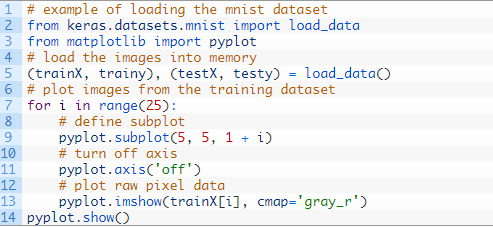 1 # example of loading the mnist dataset
2 from keras.datasets.mnist import load_data
3 from matplotlib import pyplot
4 # load the images into memory
5 (trainX, trainy), (testX, testy) = load_data()
6 # plot images from the training dataset
7 for i in range(25):
8     # define subplot
9     pyplot.subplot(5, 5, 1 + i)
10     # turn off axis
11     pyplot.axis('off')
12     # plot raw pixel data
13     pyplot.imshow(trainX[i], cmap='gray_r')
14 pyplot.show()